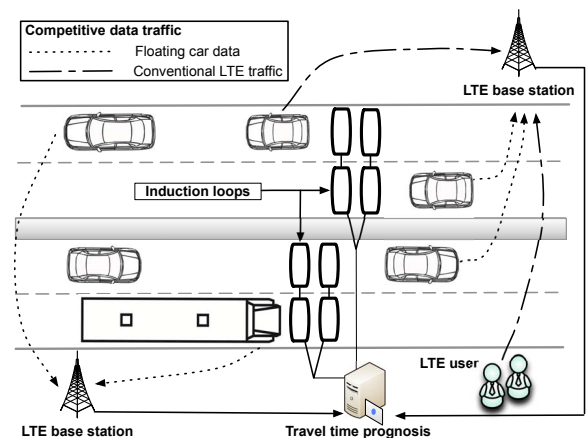 Competitive data traffic
Floating car data
Conventional LTE traffic
LTE base station
Induction loops
LTE user
LTE base station
Travel time prognosis